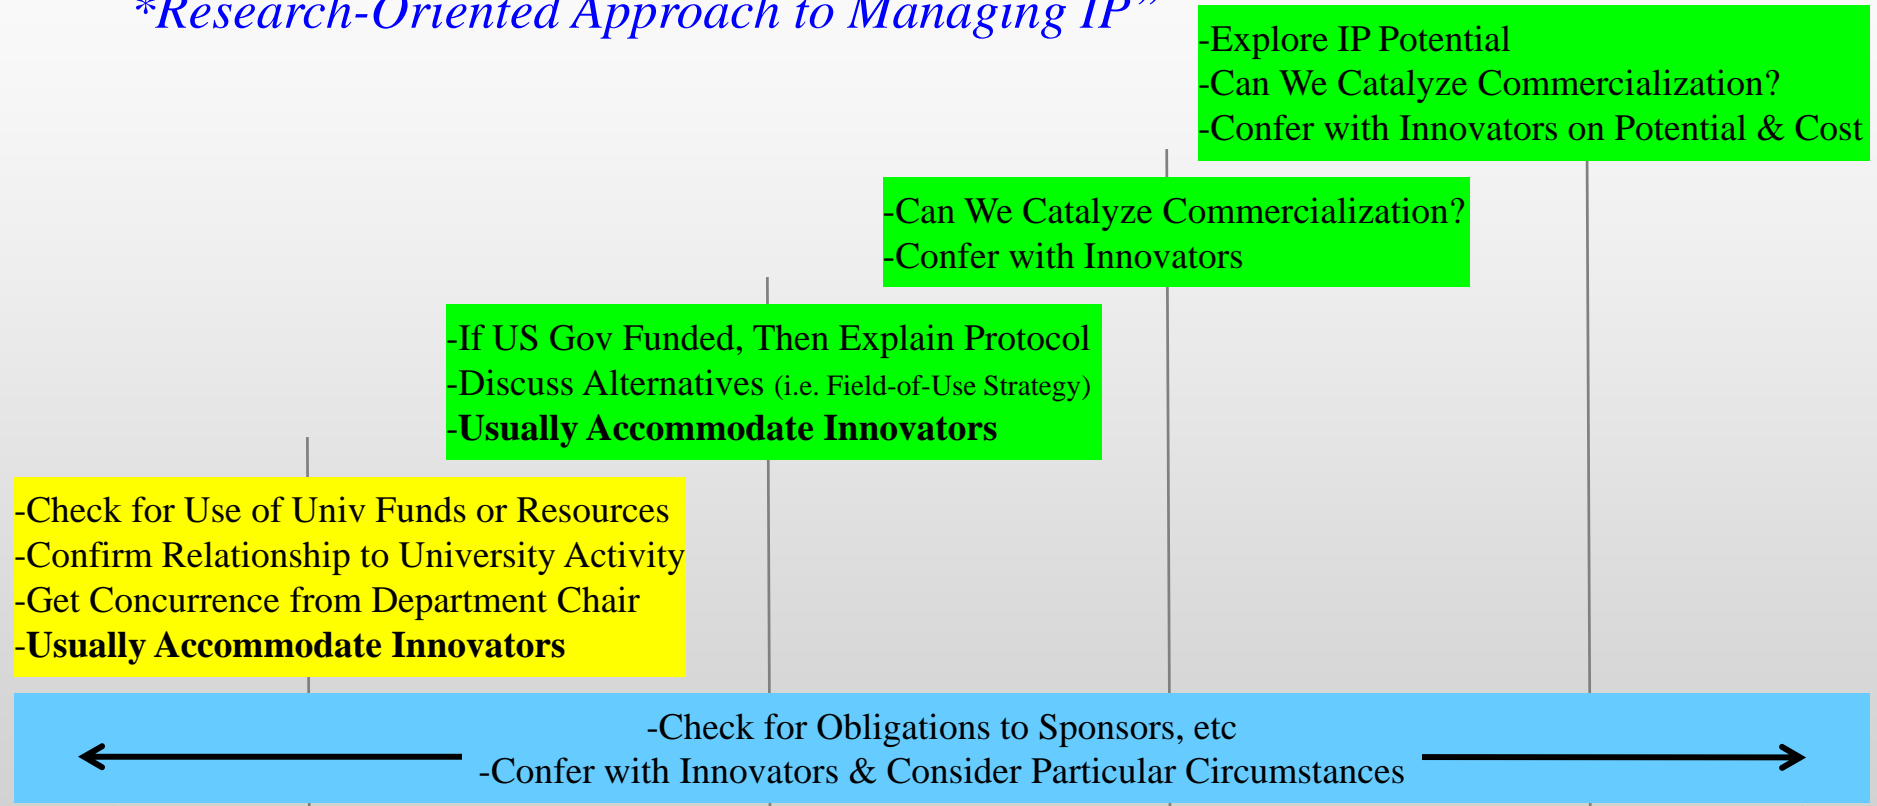 *Research-Oriented Approach to Managing IP”
-Explore IP Potential
-Can We Catalyze Commercialization?
-Confer with Innovators on Potential & Cost
-Can We Catalyze Commercialization?
-Confer with Innovators
-If US Gov Funded, Then Explain Protocol
-Discuss Alternatives (i.e. Field-of-Use Strategy)
-Usually Accommodate Innovators
-Check for Use of Univ Funds or Resources
-Confirm Relationship to University Activity
-Get Concurrence from Department Chair
-Usually Accommodate Innovators
-Check for Obligations to Sponsors, etc
-Confer with Innovators & Consider Particular Circumstances